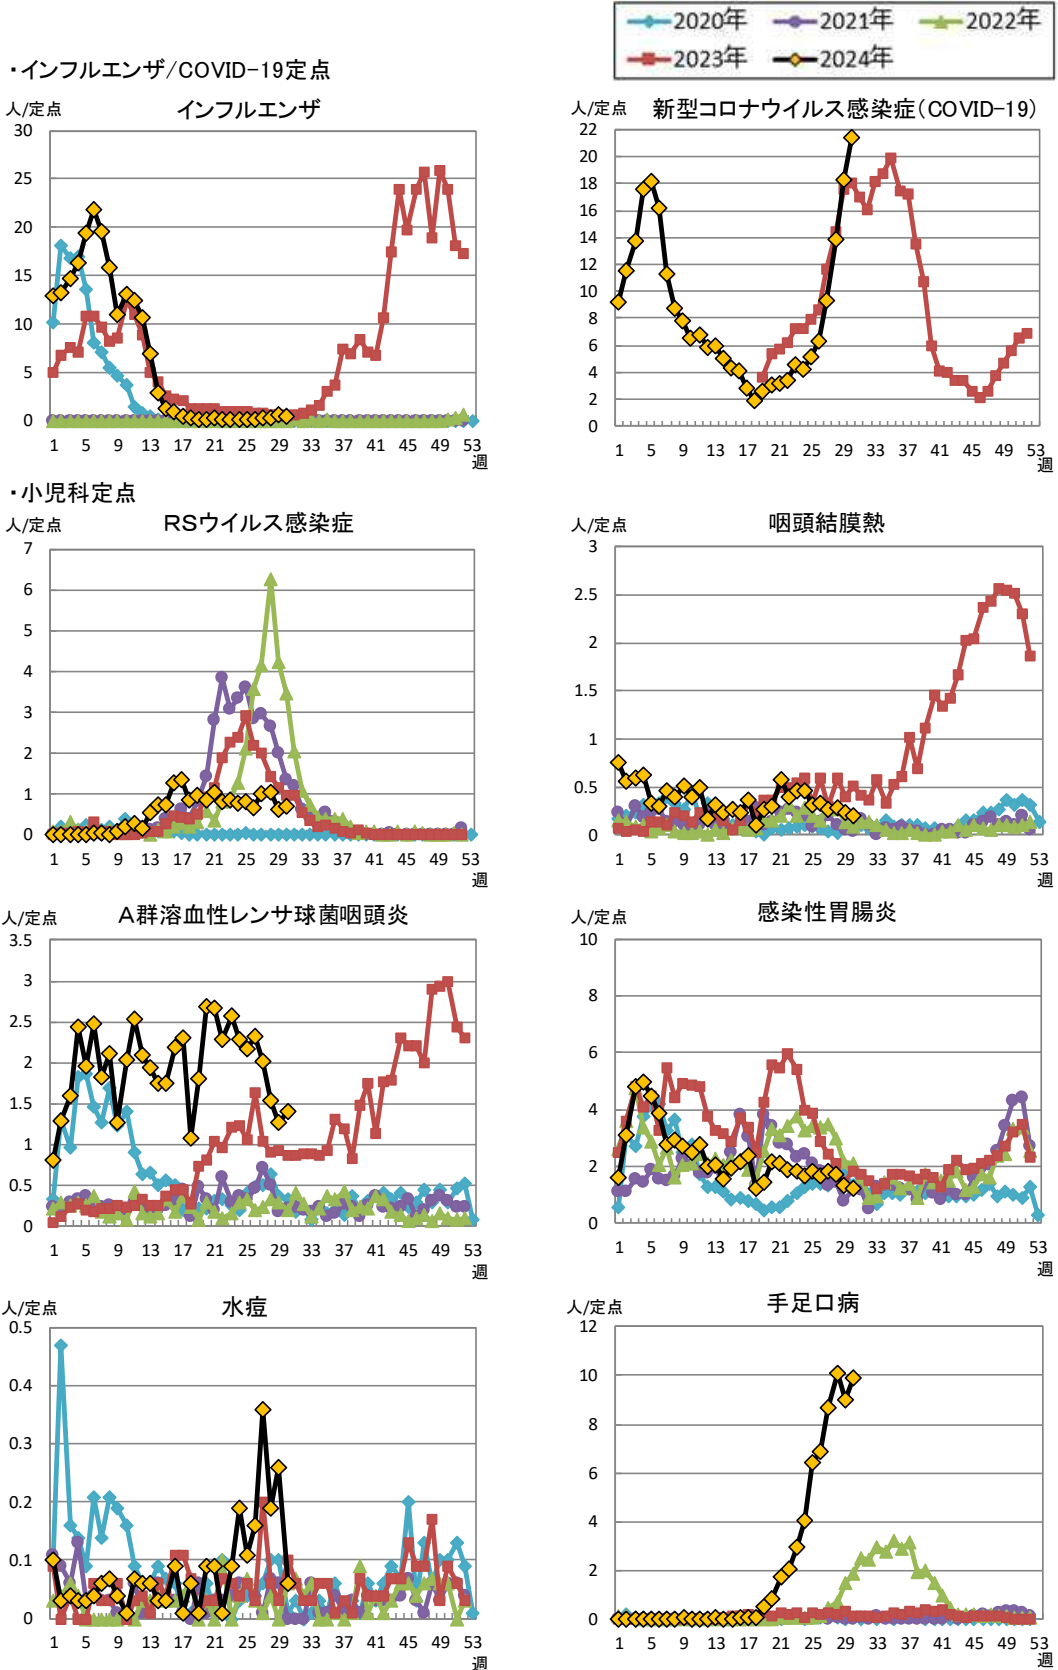 2020年 2021年 2022年
2023年 2024年
・インフルエンザ/COVID-19定点
人/定点 インフルエンザ
30
25
20
15
10
5
0
1 5 9 13 17 21 25 29 33 37 41 45 49 53
週
人/定点 新型コロナウイルス感染症(COVID-19)
22
20
18
16
14
12
10
8
6
4
2
0
1 5 9 13 17 21 25 29 33 37 41 45 49 53
週
・小児科定点
人/定点 RSウイルス感染症
7
6
5
4
3
2
1
0
1 5 9 13 17 21 25 29 33 37 41 45 49 53
週
人/定点 咽頭結膜熱
3
2.5
2
1.5
1
0.5
0
1 5 9 13 17 21 25 29 33 37 41 45 49 53
週
人/定点 A群溶血性レンサ球菌咽頭炎
3.5
3
2.5
2
1.5
1
0.5
0
1 5 9 13 17 21 25 29 33 37 41 45 49 53
週
人/定点 感染性胃腸炎
10
8
6
4
2
0
1 5 9 13 17 21 25 29 33 37 41 45 49 53
週
人/定点 水痘
0.5
0.4
0.3
0.2
0.1
0
1 5 9 13 17 21 25 29 33 37 41 45 49 53
週
人/定点 手足口病
12
10
8
6
4
2
0
1 5 9 13 17 21 25 29 33 37 41 45 49 53
週